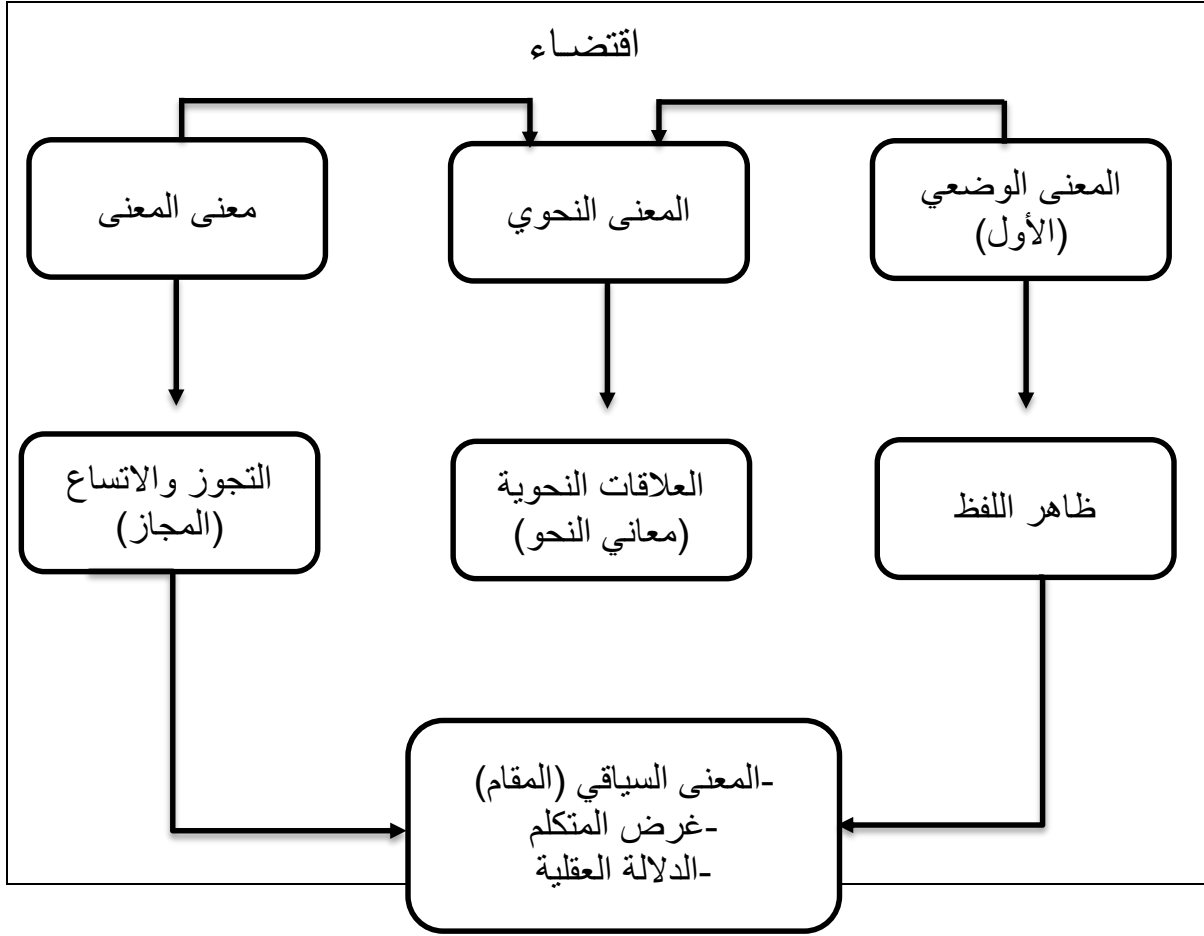 اقتضاء
المعنى الوضعي
(الأول)
المعنى النحوي
معنى المعنى
ظاهر اللفظ
العلاقات النحوية
(معاني النحو)
التجوز والاتساع
(المجاز)
-المعنى السياقي (المقام)
-غرض المتكلم
-الدلالة العقلية